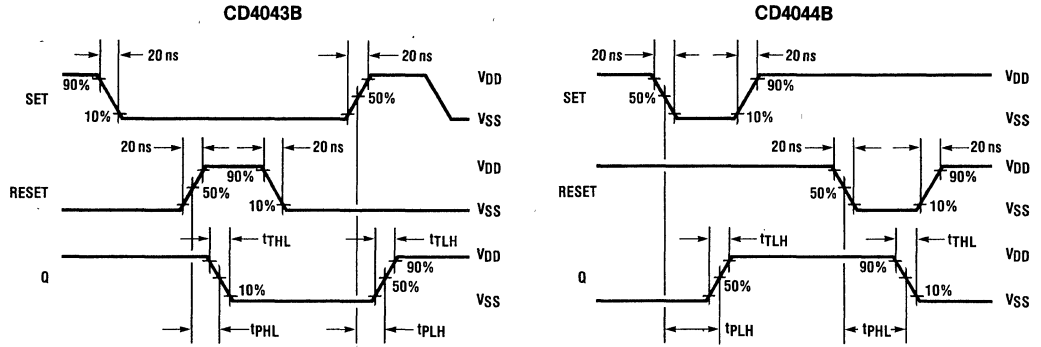 CD4043B
20 ns
20 ns
SET
90%
10%
50%
VDD
VSS
20 ns
20 ns
RESET
50%
90%
10%
VDD
VSS
tTHL
tTLH
Q
10%
90%
50%
VDD
VSS
tPHL
tPLH
CD4044B
20 ns
20 ns
SET
50%
90%
10%
VDD
VSS
20 ns
RESET
50%
90%
10%
VDD
VSS
tTLH
tTHL
Q
50%
90%
10%
VDD
VSS
tPLH
tPHL